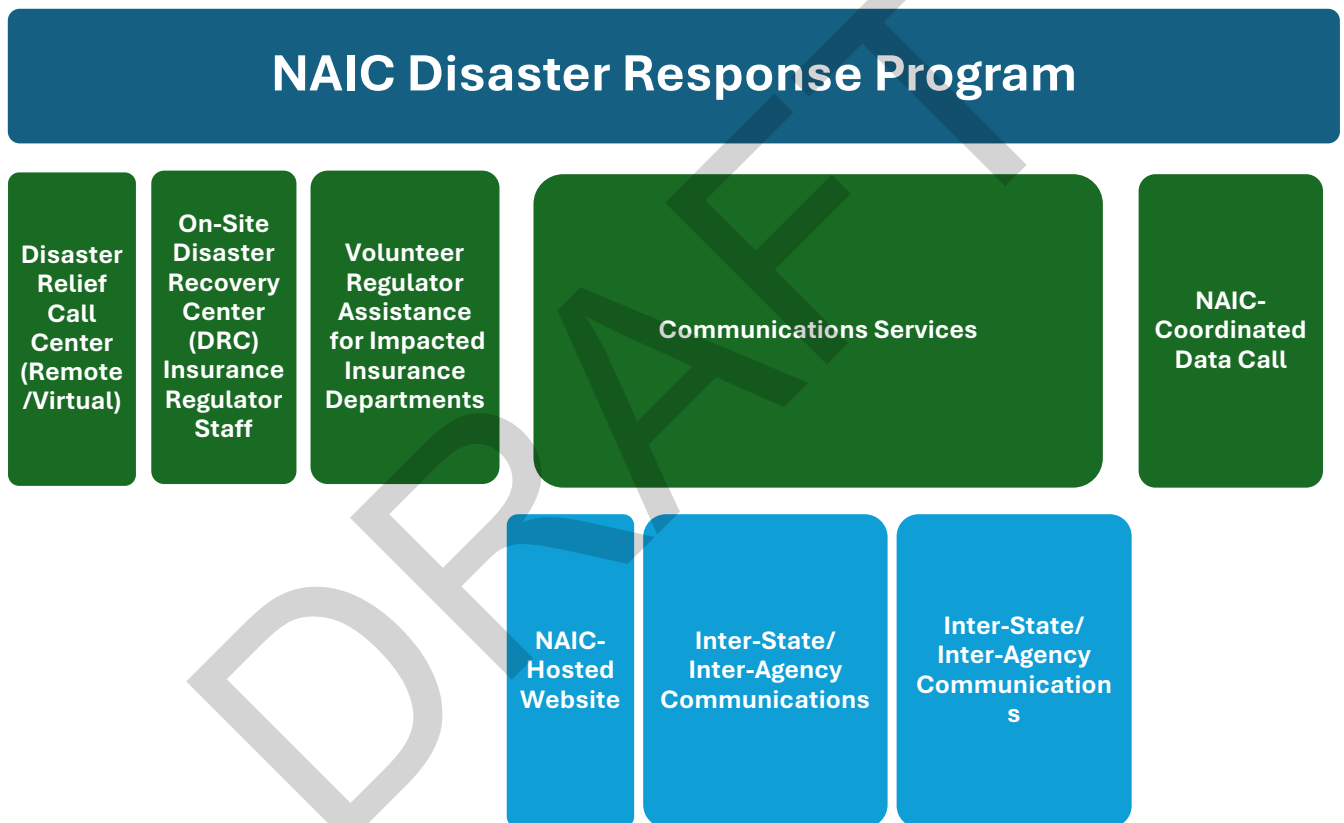 NAIC Disaster Response Program
Disaster
Relief
Call
Center
(Remote
/Virtual)
On-Site
Disaster
Recovery
Center
(DRC)
Insurance
Regulator
Staff
Volunteer
Regulator
Assistance
for Impacted
Insurance
Departments
Communications Services
NAIC-
Coordinated
Data Call
NAIC-
Hosted
Website
Inter-State/
Inter-Agency
Communications
Inter-State/
Inter-Agency
Communication
s
DRAFT